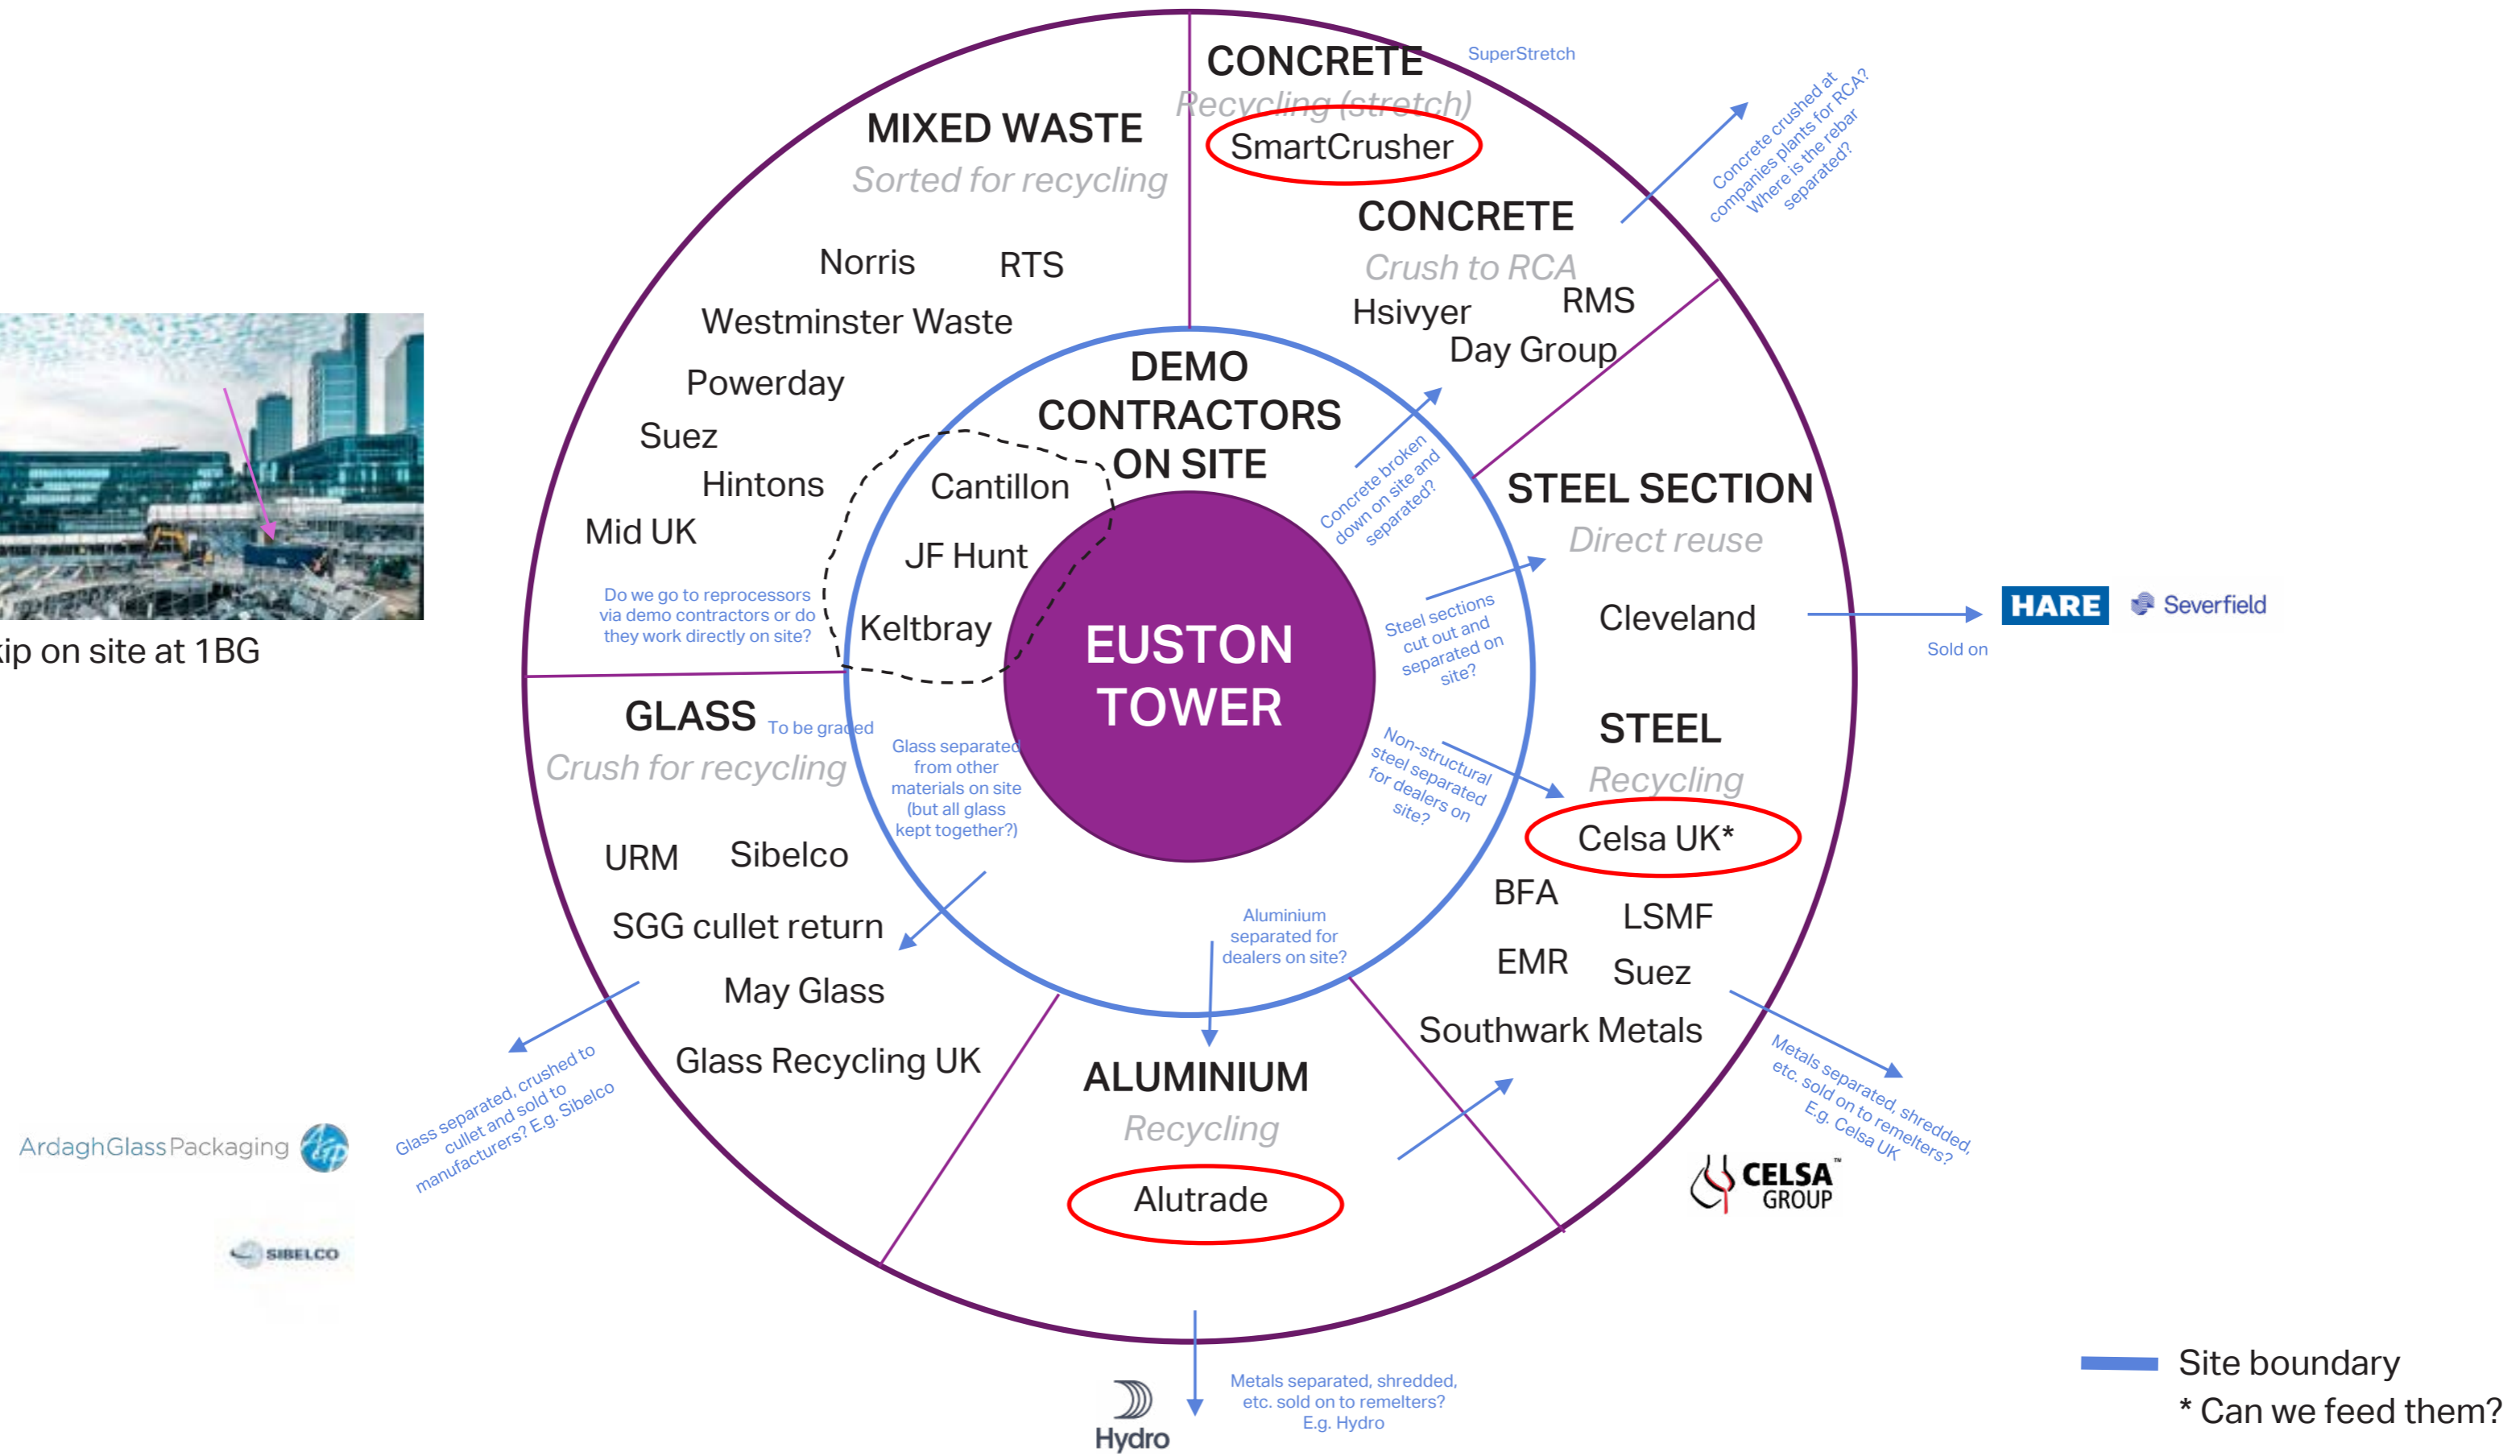 CONCRETE
Recycling (stretch)
SmartCrusher
SuperStretch
CONCRETE
Crush to RCA
Hsivyer
RMS
Day Group
Concrete crushed at
companies plants for RCA?
Where is the rebar
separated?
MIXED WASTE
Sorted for recycling
Norris
RTS
Westminster Waste
Powerday
Suez
Hintons
Mid UK
Do we go to reprocessors
via demo contractors or do
they work directly on site?
DEMO
CONTRACTORS
ON SITE
Cantillon
JF Hunt
Keltbray
EUSTON
TOWER
Concrete broken
down on site and
separated?
Steel sections
cut out and
separated on
site?
Non-structural
steel separated
for dealers on
site?
Aluminium
separated for
dealers on site?
Glass separated
from other
materials on site
(but all glass
kept together?)
STEEL SECTION
Direct reuse
Cleveland
Sold on
HARE
Severfield
STEEL
Recycling
Celsa UK*
BFA
LSMF
EMR
Suez
Southwark Metals
Metals separated, shredded,
etc. sold on to remelters?
E.g. Celsa UK
CELSA™
GROUP
GLASS
To be graded
Crush for recycling
URM
Sibelco
SGG cullet return
May Glass
Glass Recycling UK
Glass separated, crushed to
cullet and sold to
manufacturers? E.g. Sibelco
ArdaghGlassPackaging
AGP
SIBELCO
ALUMINIUM
Recycling
Alutrade
Metals separated, shredded,
etc. sold on to remelters?
E.g. Hydro
Hydro
kip on site at 1BG
Site boundary
* Can we feed them?